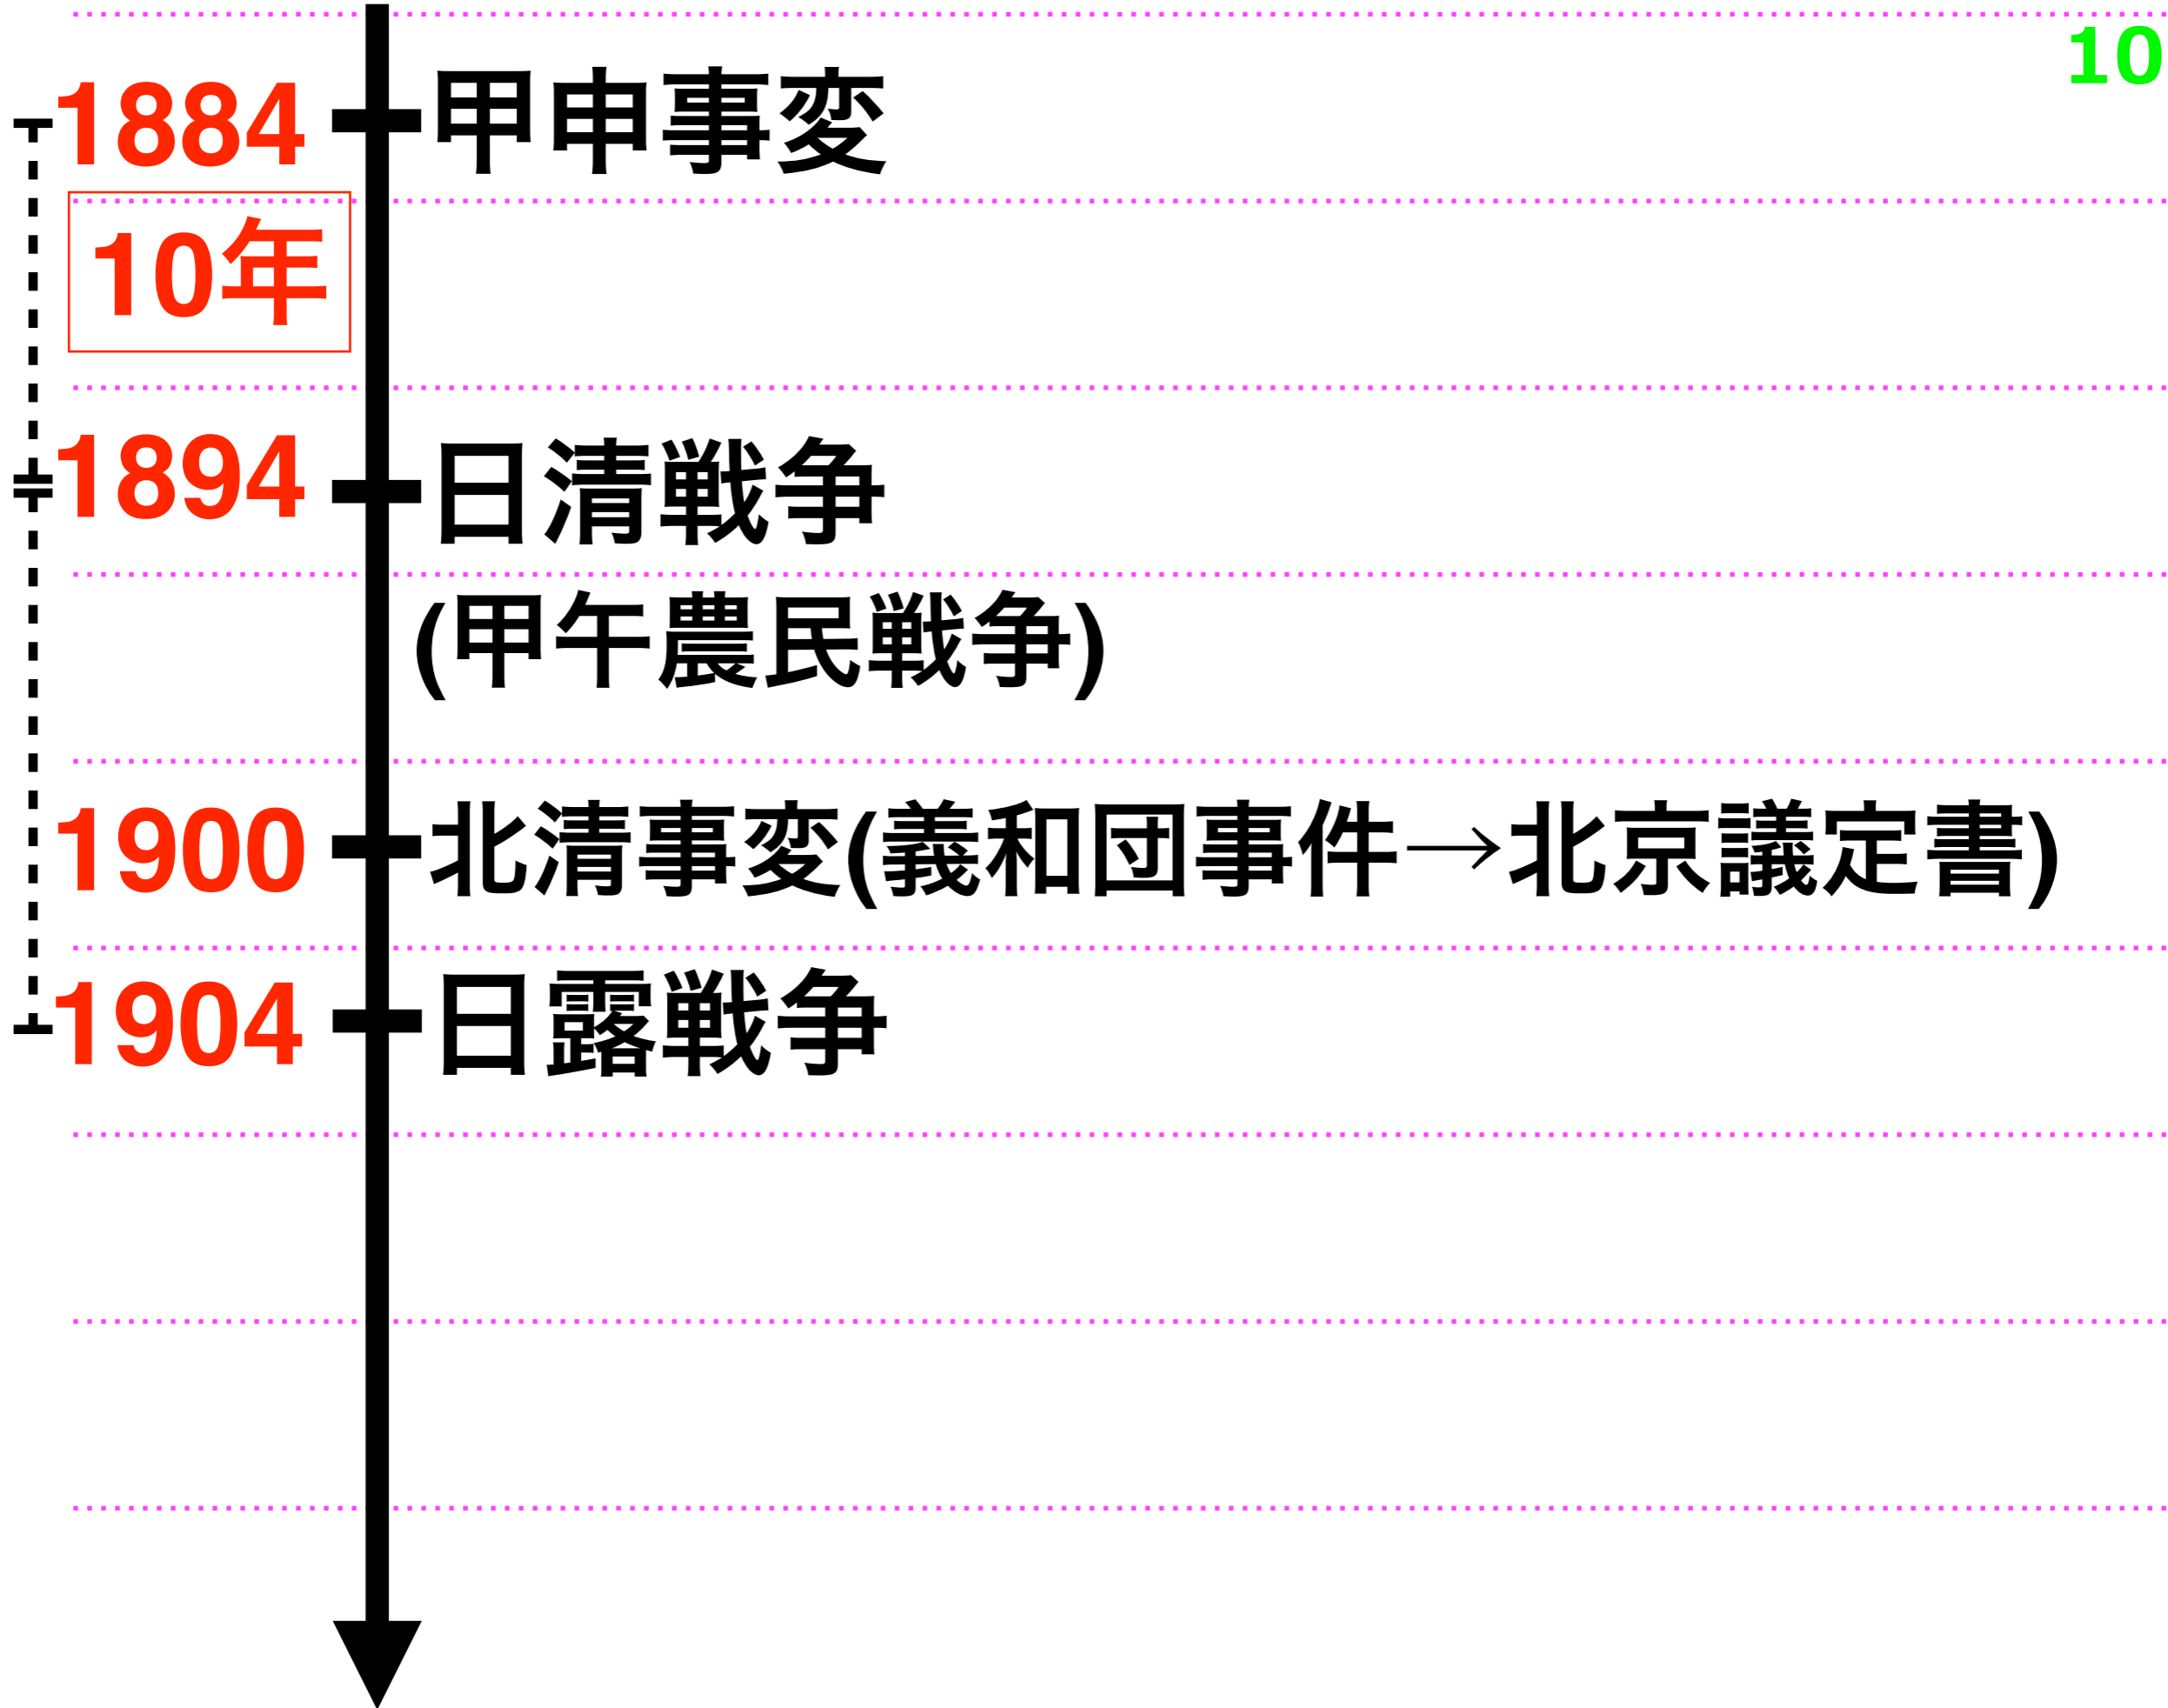 10
1884 甲申事変
10年
1894 日清戦争
(甲午農民戦争)
1900 北清事変(義和団事件→北京議定書)
1904 日露戦争